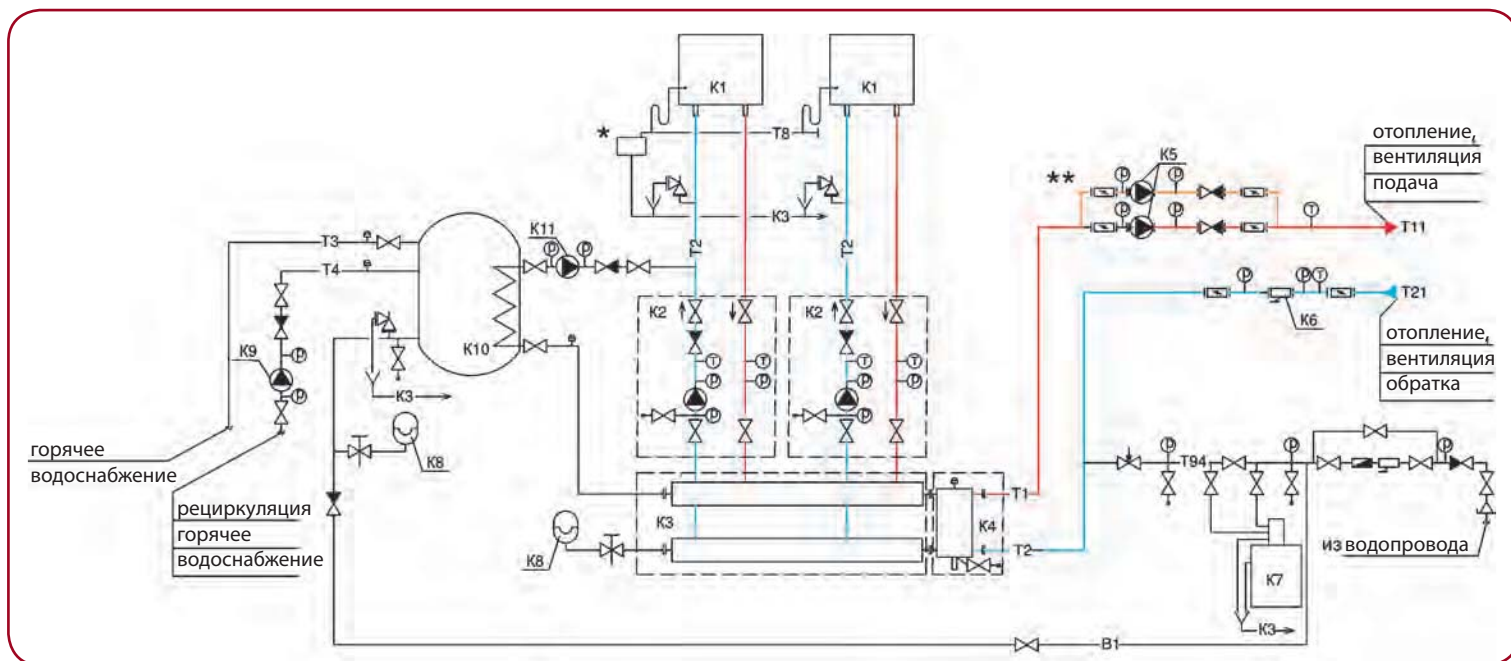 К1
К1
*
Т8
отопление,
вентиляция
подача
**
К5
К3
Т11
К11
Т3
Т2
Т2
Т4
Т21
К2
К2
К6
К10
К9
отопление,
вентиляция
обратка
К3
горячее
водоснабжение
К8
Т94
рециркуляция
горячее
водоснабжение
Т1
К3
К4
К8
Т2
из водопровода
К7
К3
В1